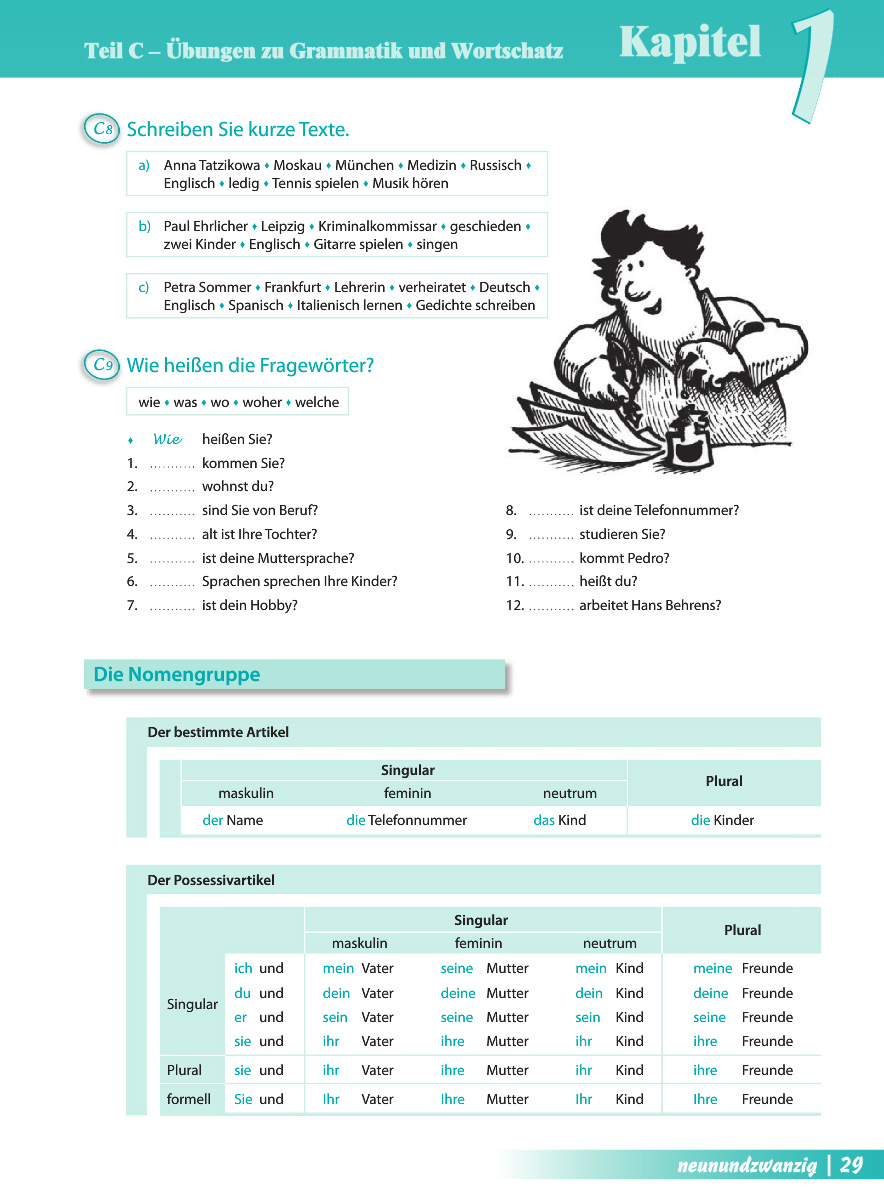 Teil C – Übungen zu Grammatik und Wortschatz Kapitel 1
C8 Schreiben Sie kurze Texte.
a) Anna Tatzikowa ♦ Moskau ♦ München ♦ Medizin ♦ Russisch ♦
Englisch ♦ ledig ♦ Tennis spielen ♦ Musik hören
b) Paul Ehrlicher ♦ Leipzig ♦ Kriminalkommissar ♦ geschieden ♦
zwei Kinder ♦ Englisch ♦ Gitarre spielen ♦ singen
c) Petra Sommer ♦ Frankfurt ♦ Lehrerin ♦ verheiratet ♦ Deutsch ♦
Englisch ♦ Spanisch ♦ Italienisch lernen ♦ Gedichte schreiben
C9 Wie heißen die Fragewörter?
wie ♦ was ♦ wo ♦ woher ♦ welche
♦ Wie heißen Sie?
1. ........... kommen Sie?
2. ........... wohnst du?
3. ........... sind Sie von Beruf?
4. ........... alt ist Ihre Tochter?
5. ........... ist deine Muttersprache?
6. ........... Sprachen sprechen Ihre Kinder?
7. ........... ist dein Hobby?
8. ........... ist deine Telefonnummer?
9. ........... studieren Sie?
10. ........... kommt Pedro?
11. ........... heißt du?
12. ........... arbeitet Hans Behrens?
Die Nomengruppe
Der bestimmte Artikel
Singular Plural
maskulin feminin neutrum
der Name die Telefonnummer das Kind die Kinder
Der Possessivartikel
Singular Plural
maskulin feminin neutrum
Singular ich und mein Vater seine Mutter mein Kind meine Freunde
du und dein Vater deine Mutter dein Kind deine Freunde
er und sein Vater seine Mutter sein Kind seine Freunde
sie und ihr Vater ihre Mutter ihr Kind ihre Freunde
Plural sie und ihr Vater ihre Mutter ihr Kind ihre Freunde
formell Sie und Ihr Vater Ihre Mutter Ihr Kind Ihre Freunde
neunundzwanzig | 29